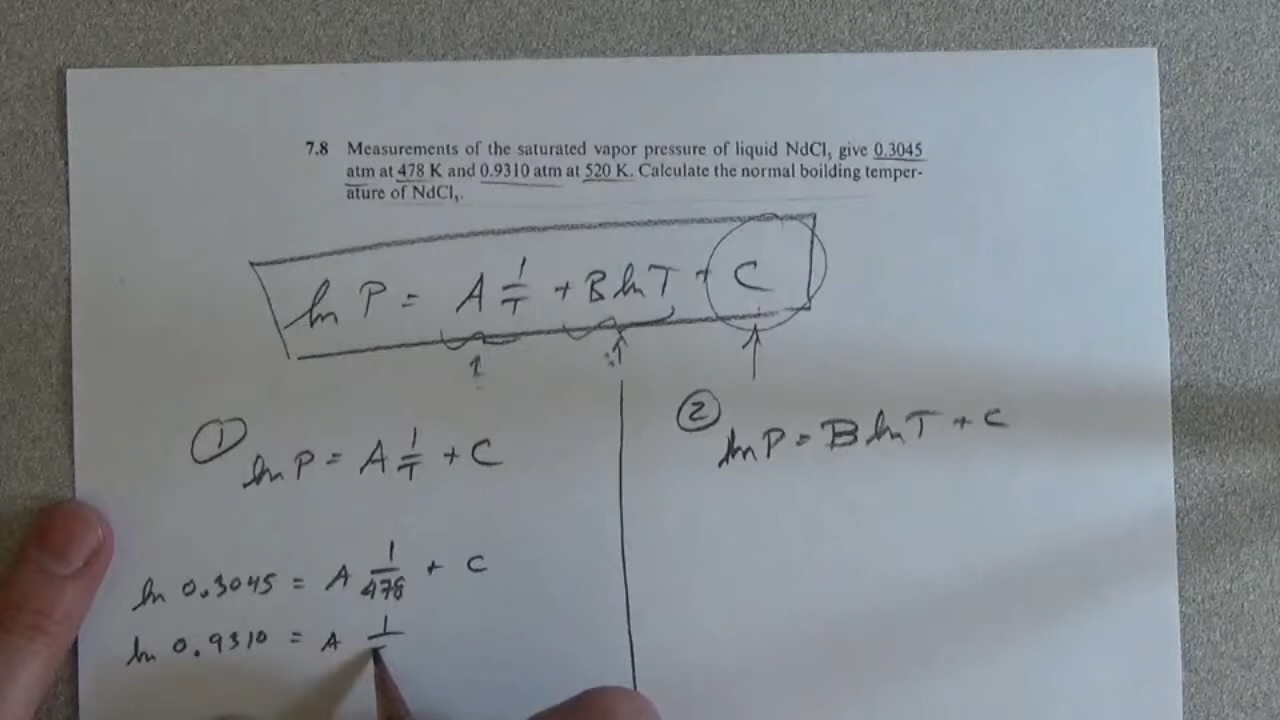 7.8 Measurements of the saturated vapor pressure of liquid NdCl₅ give 0.3045
atm at 478 K and 0.9310 atm at 520 K. Calculate the normal boilding temper-
ature of NdCl₅.
ln P = A 1/T + B ln T + C
① ln P = A 1/T + C
② ln P = B ln T + C
ln 0.3045 = A 1/478 + C
ln 0.9310 = A 1/